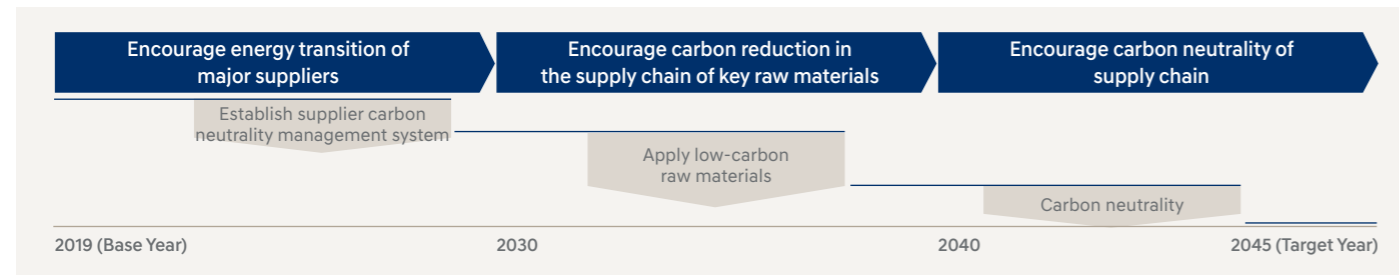 Encourage energy transition of
major suppliers
Encourage carbon reduction in
the supply chain of key raw materials
Encourage carbon neutrality of
supply chain
Establish supplier carbon
neutrality management system
Apply low-carbon
raw materials
Carbon neutrality
2019 (Base Year)
2030
2040
2045 (Target Year)